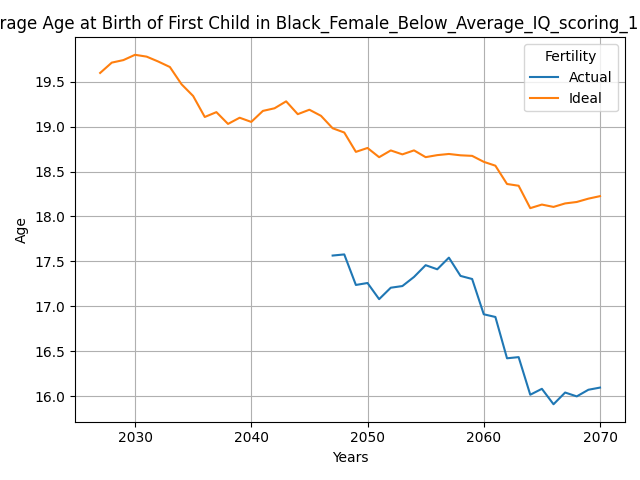 rage Age at Birth of First Child in Black_Female_Below_Average_IQ_scoring_1
Fertility
Actual
Ideal
19.5
19.0
18.5
18.0
17.5
17.0
16.5
16.0
Age
2030 2040 2050 2060 2070
Years